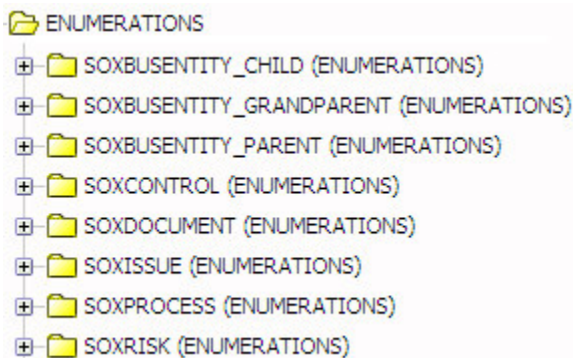 ENUMERATIONS
SOXBUSENTITY_CHILD (ENUMERATIONS)
SOXBUSENTITY_GRANDPARENT (ENUMERATIONS)
SOXBUSENTITY_PARENT (ENUMERATIONS)
SOXCONTROL (ENUMERATIONS)
SOXDOCUMENT (ENUMERATIONS)
SOXISSUE (ENUMERATIONS)
SOXPROCESS (ENUMERATIONS)
SOXRISK (ENUMERATIONS)